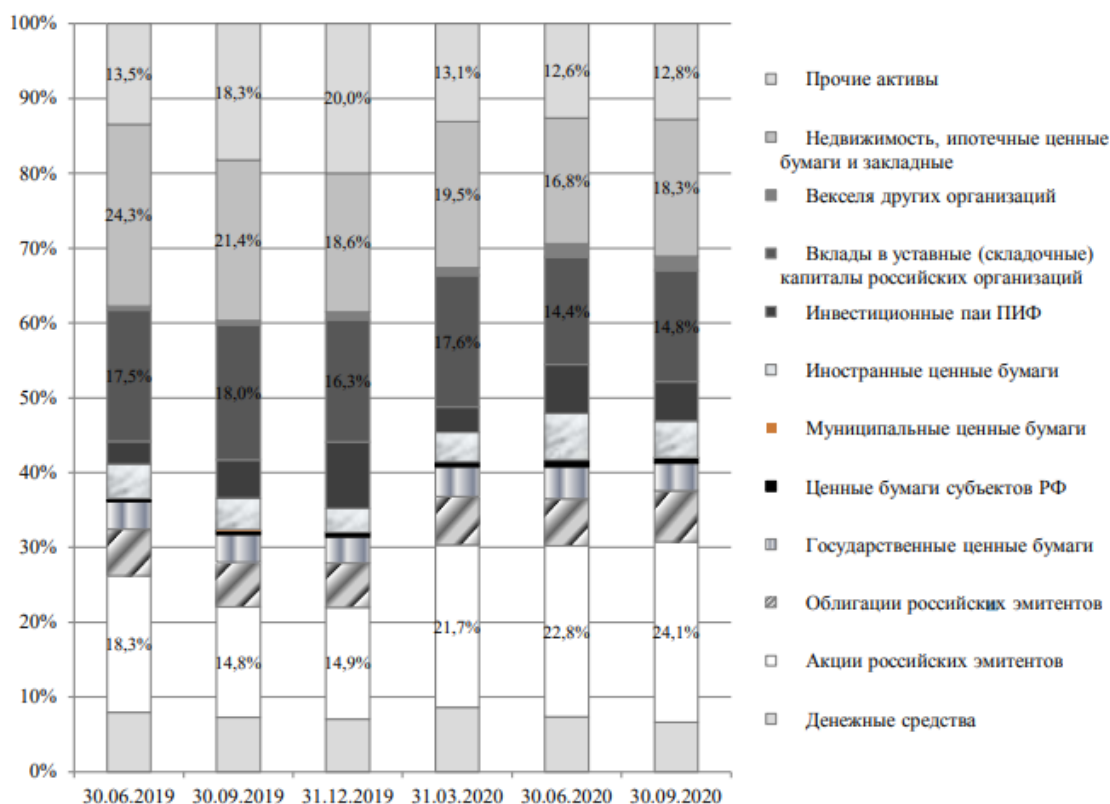 100%
90%
80%
70%
60%
50%
40%
30%
20%
10%
0%
13,5%
18,3%
20,0%
13,1%
12,6%
12,8%
24,3%
21,4%
18,6%
19,5%
16,8%
18,3%
17,5%
18,0%
16,3%
17,6%
14,4%
14,8%
18,3%
14,8%
14,9%
21,7%
22,8%
24,1%
30.06.2019
30.09.2019
31.12.2019
31.03.2020
30.06.2020
30.09.2020
Прочие активы
Недвижимость, ипотечные ценные
бумаги и закладные
Векселя других организаций
Вклады в уставные (складочные)
капиталы российских организаций
Инвестиционные паи ПИФ
Иностранные ценные бумаги
Муниципальные ценные бумаги
Ценные бумаги субъектов РФ
Государственные ценные бумаги
Облигации российских эмитентов
Акции российских эмитентов
Денежные средства